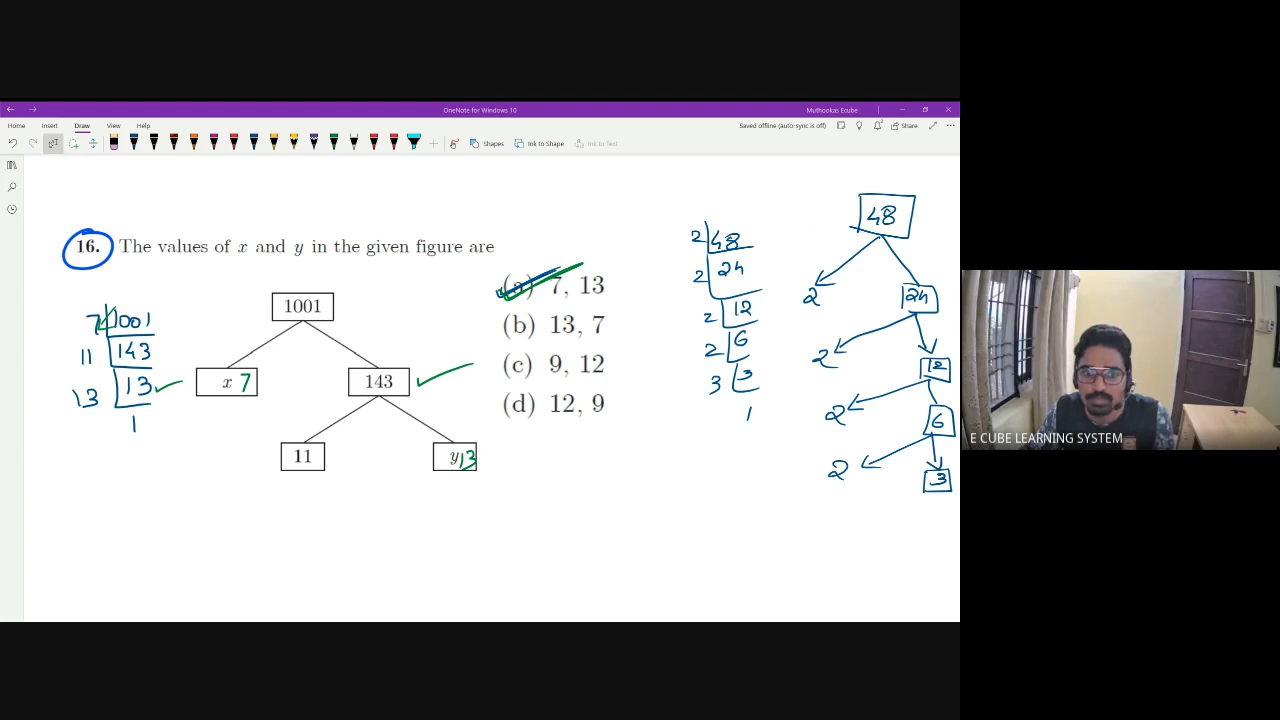 OneNote for Windows 10
Muthookas Ecube
Home Insert Draw View Help
Saved offline (auto-sync is off) Share
Shapes Ink to Shape Ink to Text
16. The values of x and y in the given figure are
(a) 7, 13
(b) 13, 7
(c) 9, 12
(d) 12, 9
1001
x 7
143
11
y 13
7 1001
11 143
13 13
1
2 48
2 24
2 12
2 6
3 3
1
48
2 24
2 12
2 6
2 3
E CUBE LEARNING SYSTEM